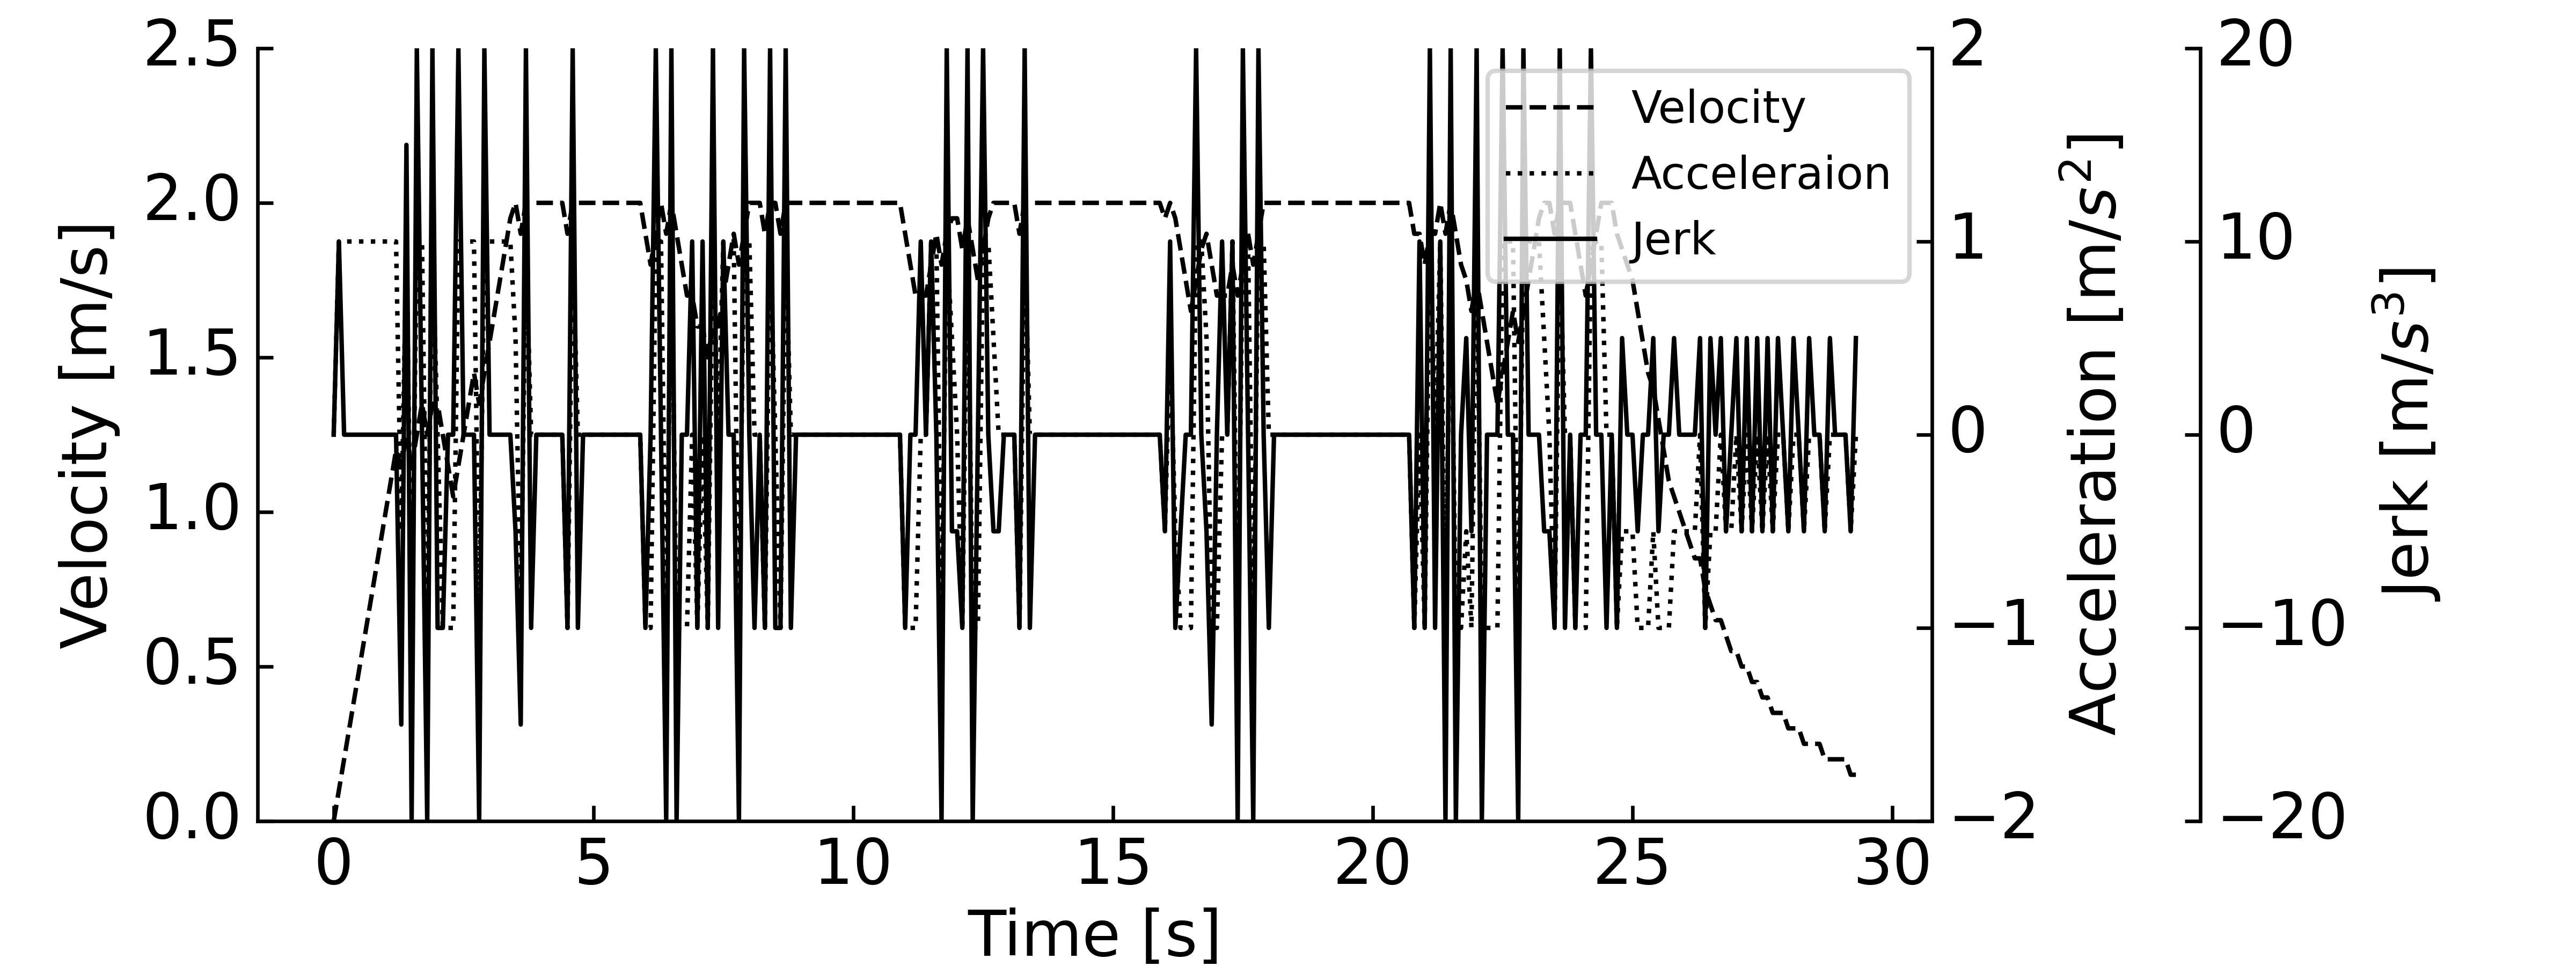 Velocity [m/s]
2.5
2.0
1.5
1.0
0.5
0.0
0 5 10 15 20 25 30
Time [s]
Velocity
Acceleraion
Jerk
2
1
0
−1
−2
Acceleration [m/s²]
20
10
0
−10
−20
Jerk [m/s³]